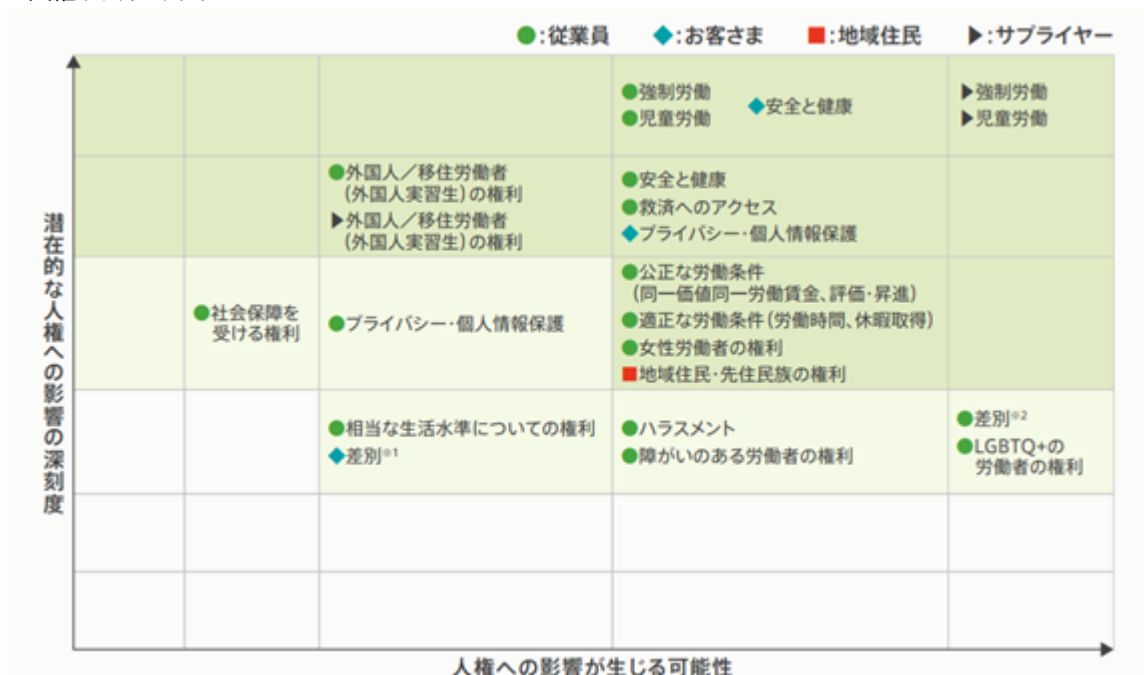 ●:従業員 ◆:お客さま ■:地域住民 ▶:サプライヤー
潜在的な人権への影響の深刻度
●強制労働
●児童労働
◆安全と健康
▶強制労働
▶児童労働
●外国人／移住労働者
(外国人実習生)の権利
▶外国人／移住労働者
(外国人実習生)の権利
●安全と健康
●救済へのアクセス
◆プライバシー・個人情報保護
●社会保障を
受ける権利
●プライバシー・個人情報保護
●公正な労働条件
(同一価値同一労働賃金、評価・昇進)
●適正な労働条件(労働時間、休暇取得)
●女性労働者の権利
■地域住民・先住民族の権利
●相当な生活水準についての権利
◆差別※1
●ハラスメント
●障がいのある労働者の権利
●差別※2
●LGBTQ+の
労働者の権利
人権への影響が生じる可能性